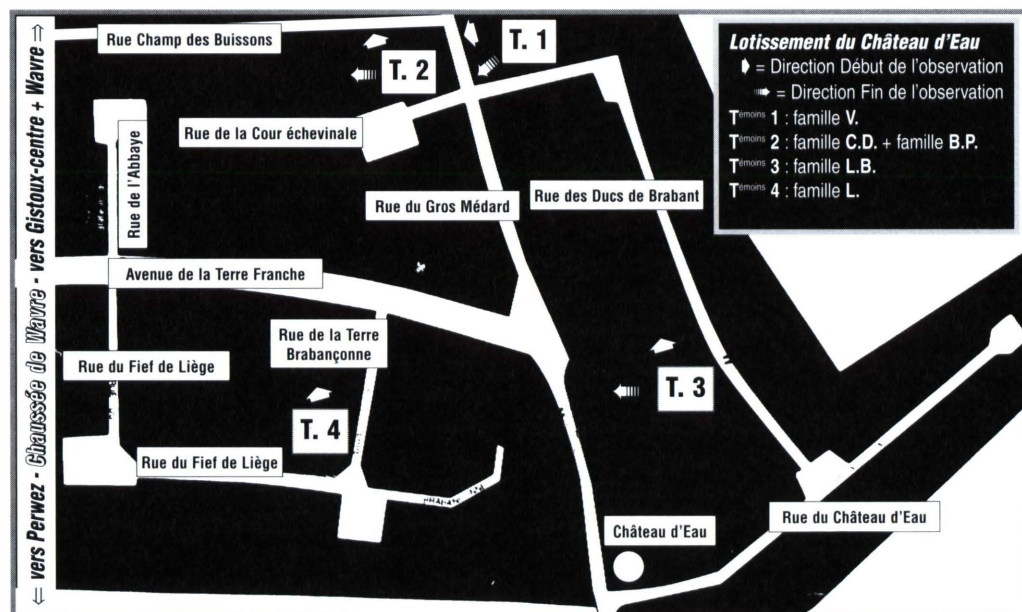 ⇐ vers Perwez - Chaussée de Wavre - vers Gistoux-centre + Wavre ⇒
Rue Champ des Buissons
T. 1
T. 2
Lotissement du Château d'Eau
= Direction Début de l'observation
= Direction Fin de l'observation
Témoins 1 : famille V.
Témoins 2 : famille C.D. + famille B.P.
Témoins 3 : famille L.B.
Témoins 4 : famille L.
Rue de la Cour échevinale
Rue de l'Abbaye
Rue du Gros Médard
Rue des Ducs de Brabant
Avenue de la Terre Franche
Rue de la Terre
Brabançonne
Rue du Fief de Liège
T. 3
T. 4
Rue du Fief de Liège
Château d'Eau
Rue du Château d'Eau